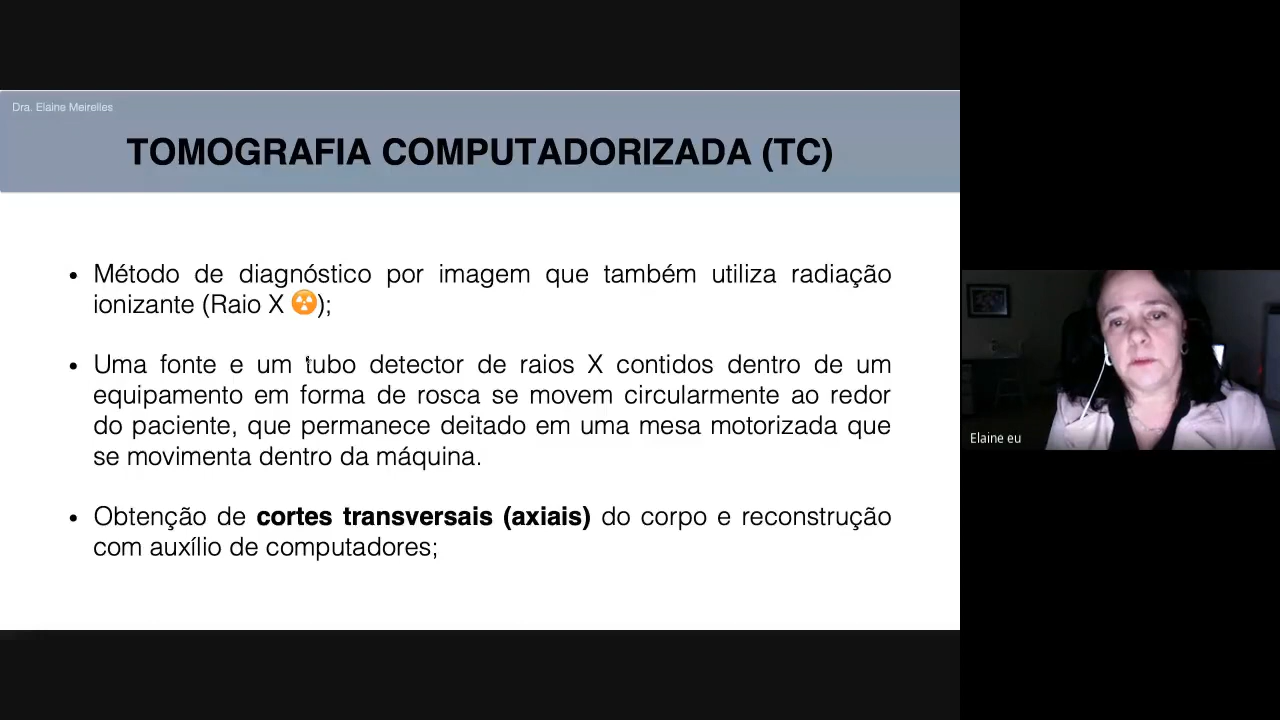 Dra. Elaine Meirelles
TOMOGRAFIA COMPUTADORIZADA (TC)
• Método de diagnóstico por imagem que também utiliza radiação
ionizante (Raio X ☢);
• Uma fonte e um tubo detector de raios X contidos dentro de um
equipamento em forma de rosca se movem circularmente ao redor
do paciente, que permanece deitado em uma mesa motorizada que
se movimenta dentro da máquina.
• Obtenção de cortes transversais (axiais) do corpo e reconstrução
com auxílio de computadores;
Elaine eu